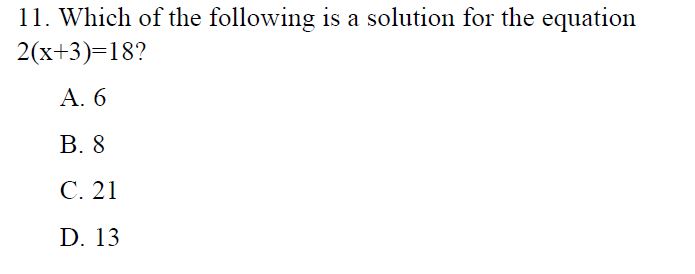 11. Which of the following is a solution for the equation
2(x+3)=18?
A. 6
B. 8
C. 21
D. 13